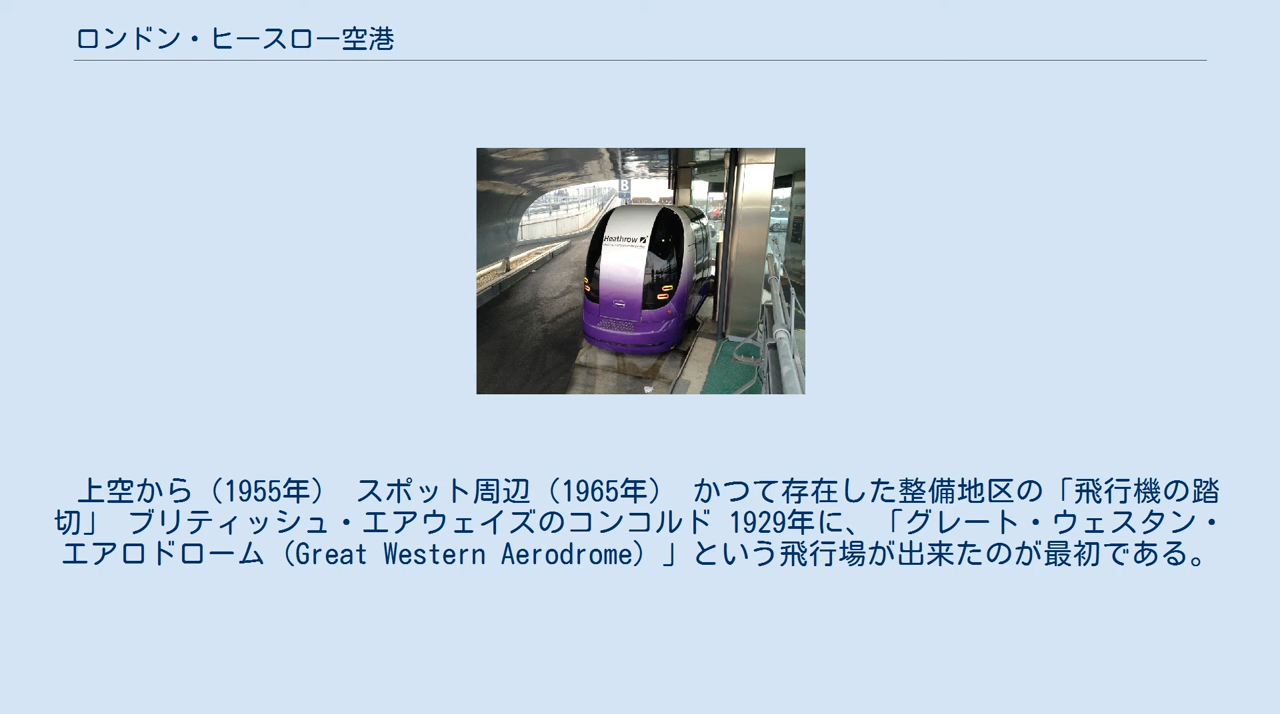 ロンドン・ヒースロー空港
B
Heathrow
上空から（1955年） スポット周辺（1965年） かつて存在した整備地区の「飛行機の踏
切」 ブリティッシュ・エアウェイズのコンコルド 1929年に、「グレート・ウェスタン・
エアロドローム（Great Western Aerodrome）」という飛行場が出来たのが最初である。